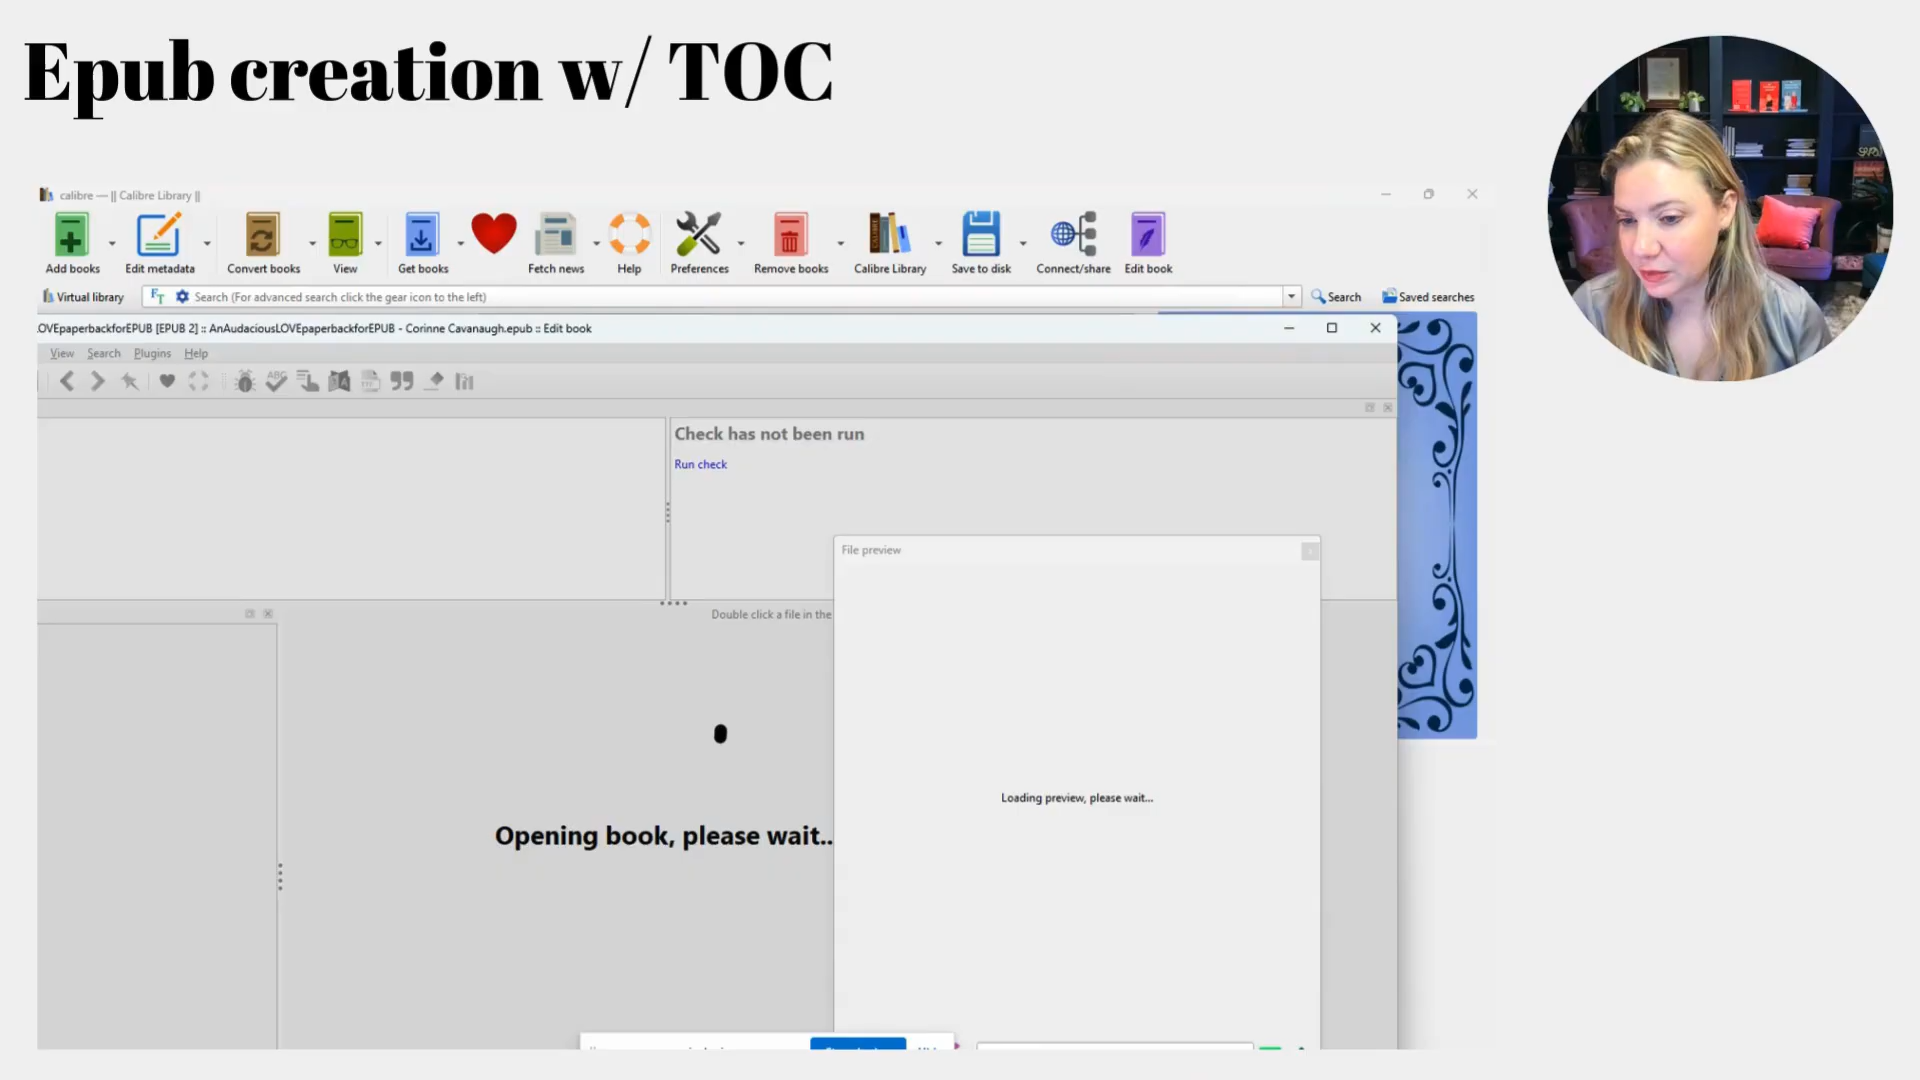 Epub creation w/ TOC
calibre — || Calibre Library ||
Add books
Edit metadata
Convert books
View
Get books
Fetch news
Help
Preferences
Remove books
Calibre Library
Save to disk
Connect/share
Edit book
Virtual library
Search (For advanced search click the gear icon to the left)
Search
Saved searches
OVEpaperbackforEPUB [EPUB 2] :: AnAudaciousLOVEpaperbackforEPUB - Corinne Cavanaugh.epub :: Edit book
View Search Plugins Help
Check has not been run
Run check
File preview
Double click a file in the
Loading preview, please wait...
Opening book, please wait..